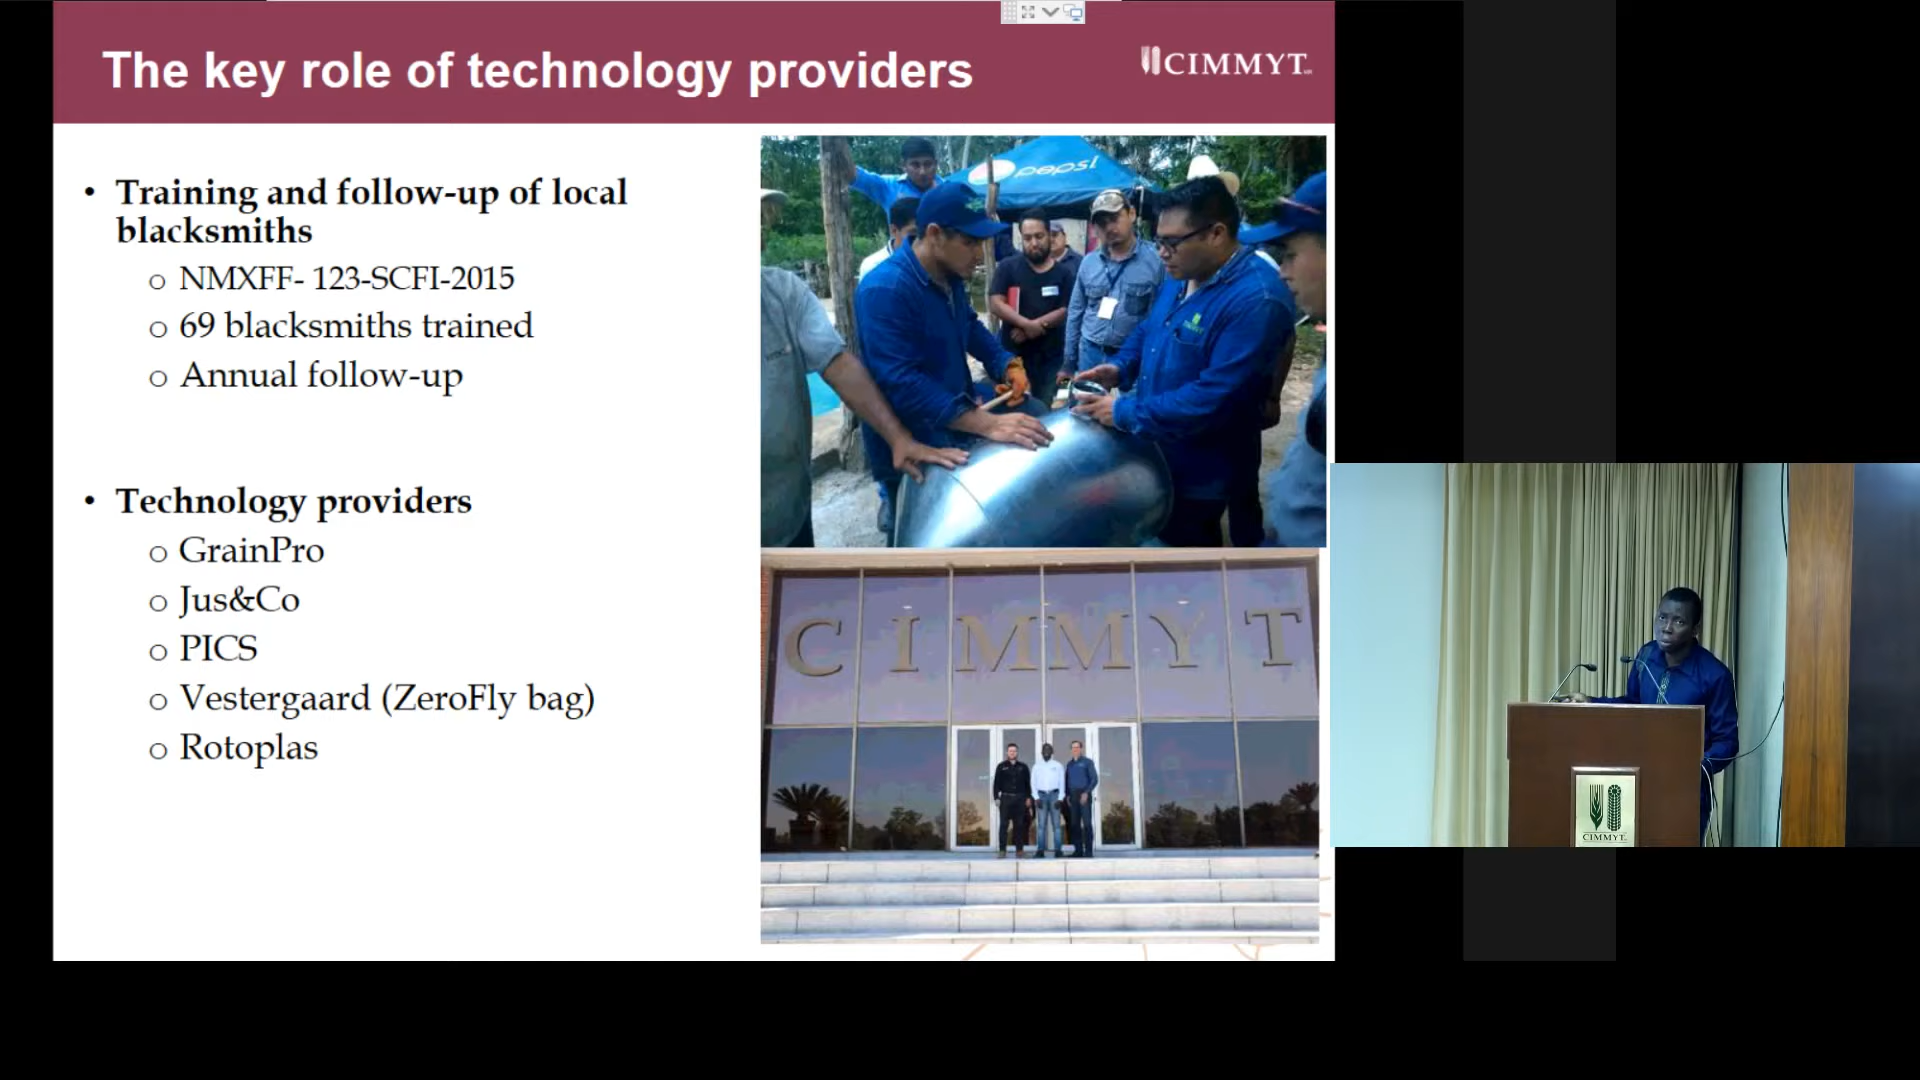 The key role of technology providers
CIMMYT
• Training and follow-up of local
blacksmiths
o NMXFF- 123-SCFI-2015
o 69 blacksmiths trained
o Annual follow-up
• Technology providers
o GrainPro
o Jus&Co
o PICS
o Vestergaard (ZeroFly bag)
o Rotoplas
pepsi
CIMMYT
CIMMYT